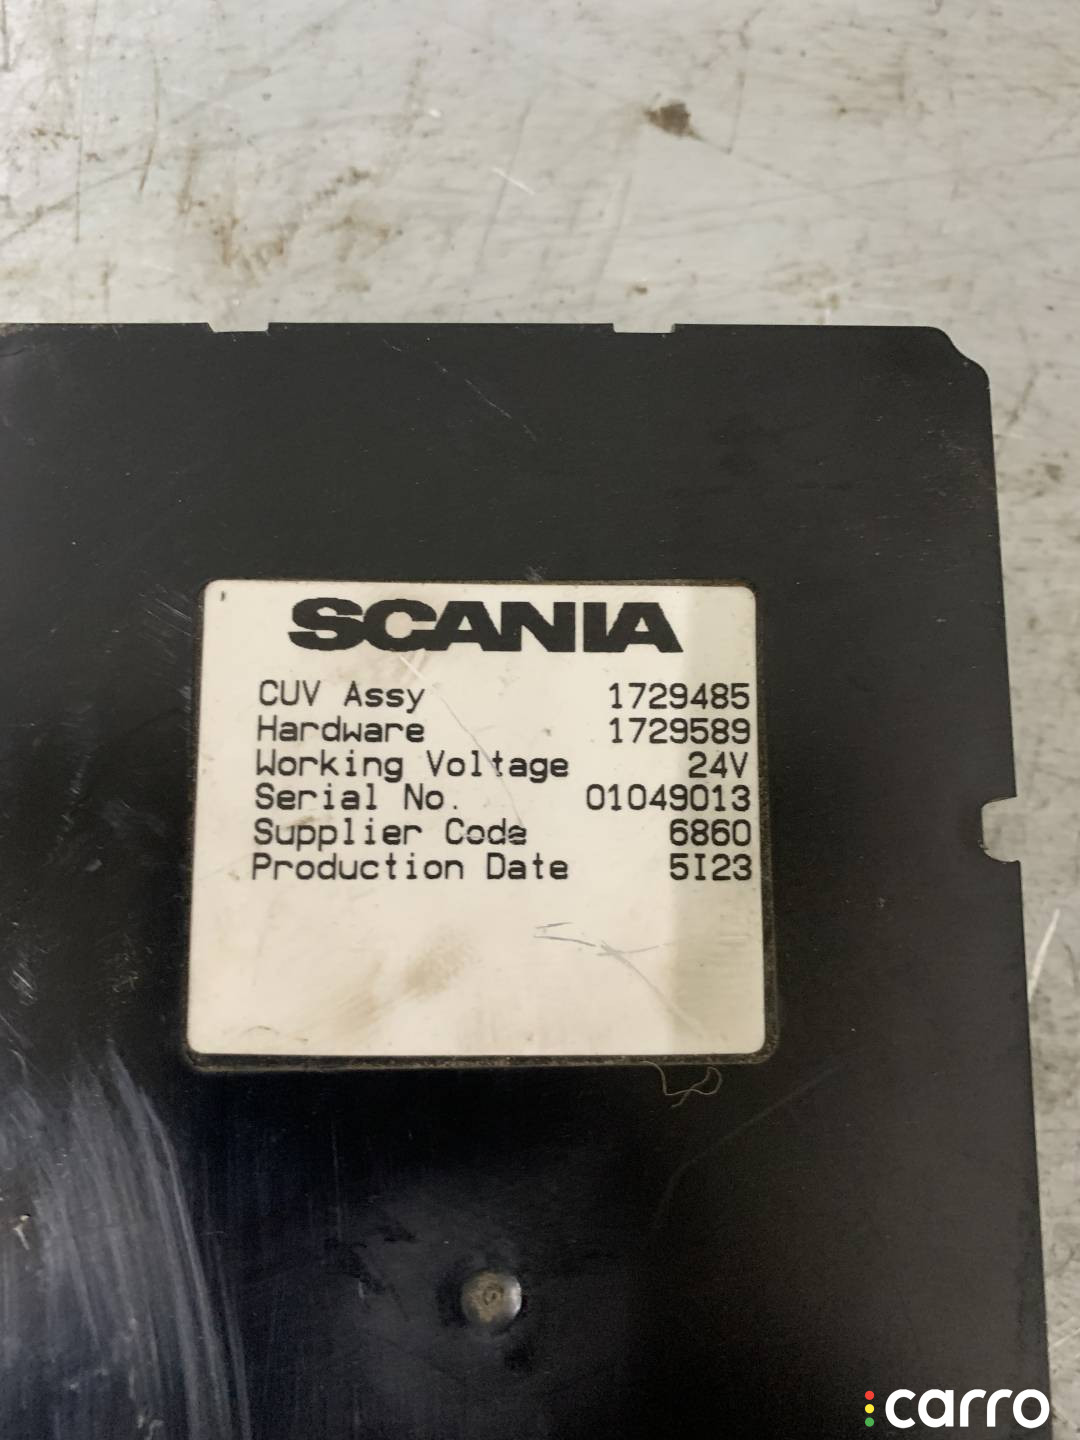 SCANIA
CUV Assy 1729485
Hardware 1729589
Working Voltage 24V
Serial No. 01049013
Supplier Code 6860
Production Date 5I23
carro